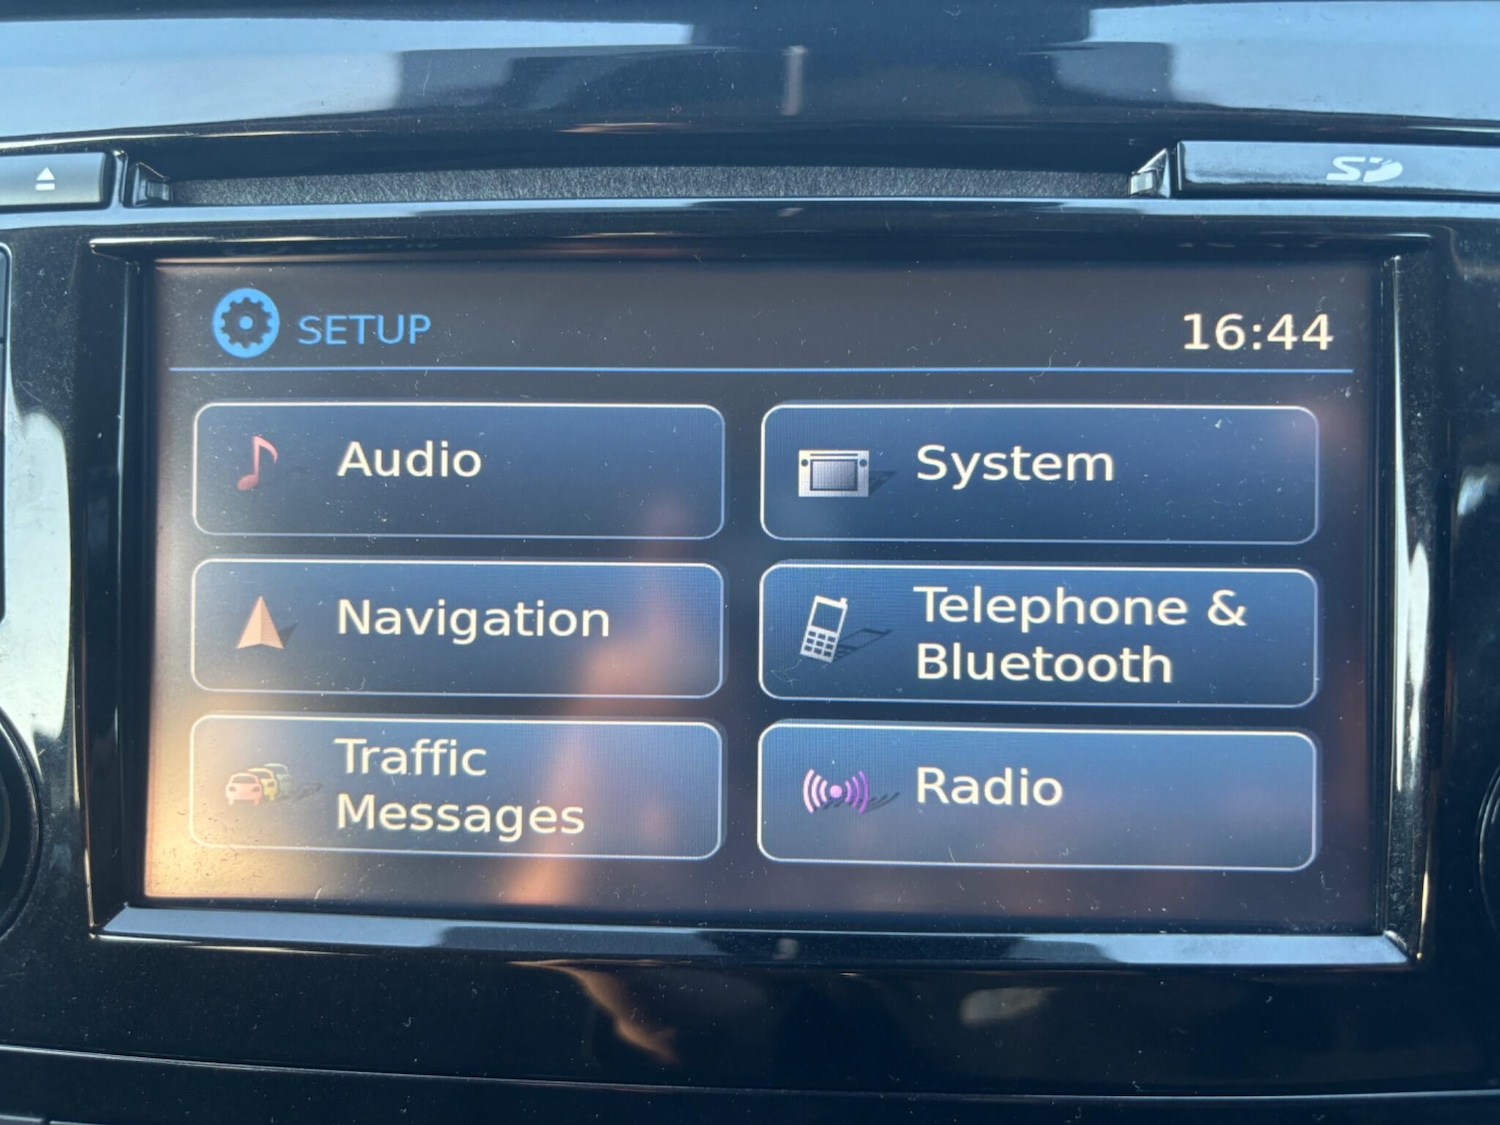 SD
SETUP
16:44
Audio
System
Navigation
Telephone &
Bluetooth
Traffic
Messages
Radio